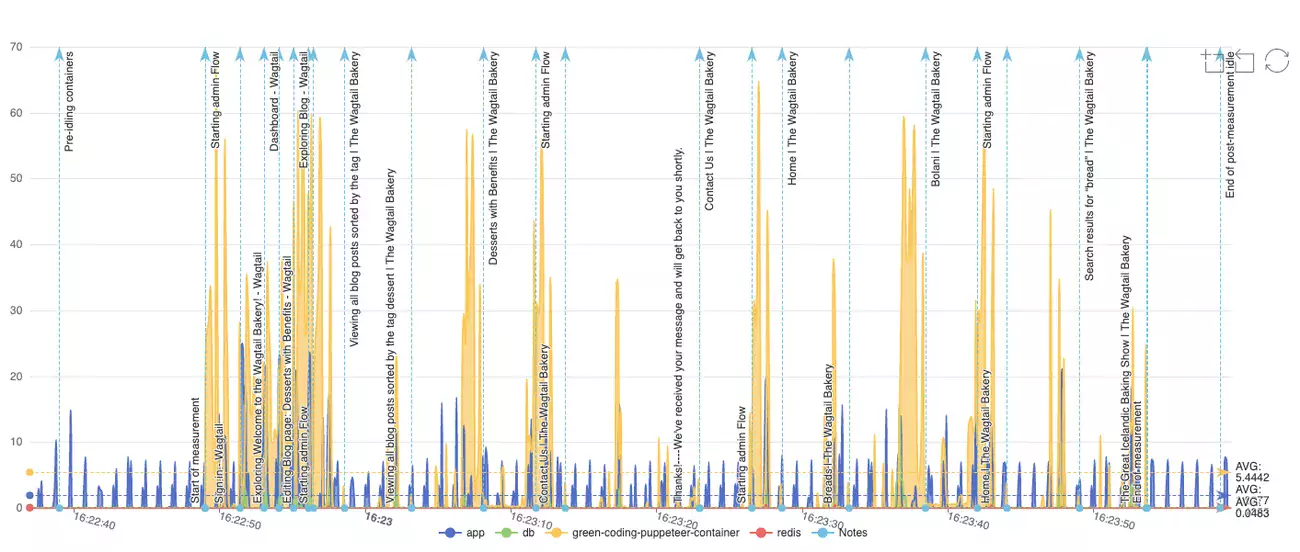 70
60
50
40
30
20
10
0
Pre-idling containers
Start of measurement
Starting admin Flow
Sign in - Wagtail
Exploring Welcome to the Wagtail Bakery! - Wagtail
Dashboard - Wagtail
Editing Blog page: Desserts with Benefits - Wagtail
Exploring Blog - Wagtail
Starting admin Flow
Viewing all blog posts sorted by the tag | The Wagtail Bakery
Viewing all blog posts sorted by the tag dessert | The Wagtail Bakery
Desserts with Benefits | The Wagtail Bakery
Starting admin Flow
Contact Us | The Wagtail Bakery
Thanks!----We've received your message and will get back to you shortly.
Contact Us | The Wagtail Bakery
Starting admin Flow
Home | The Wagtail Bakery
Breads | The Wagtail Bakery
Bolani | The Wagtail Bakery
Starting admin Flow
Home | The Wagtail Bakery
Search results for "bread" | The Wagtail Bakery
The Great Icelandic Baking Show | The Wagtail Bakery
End of measurement
End of post-measurement idle
AVG:
5.4442
AVG:
AVG:
0.0483
16:22:40
16:22:50
16:23
16:23:10
16:23:20
16:23:30
16:23:40
16:23:50
app
db
green-coding-puppeteer-container
redis
Notes